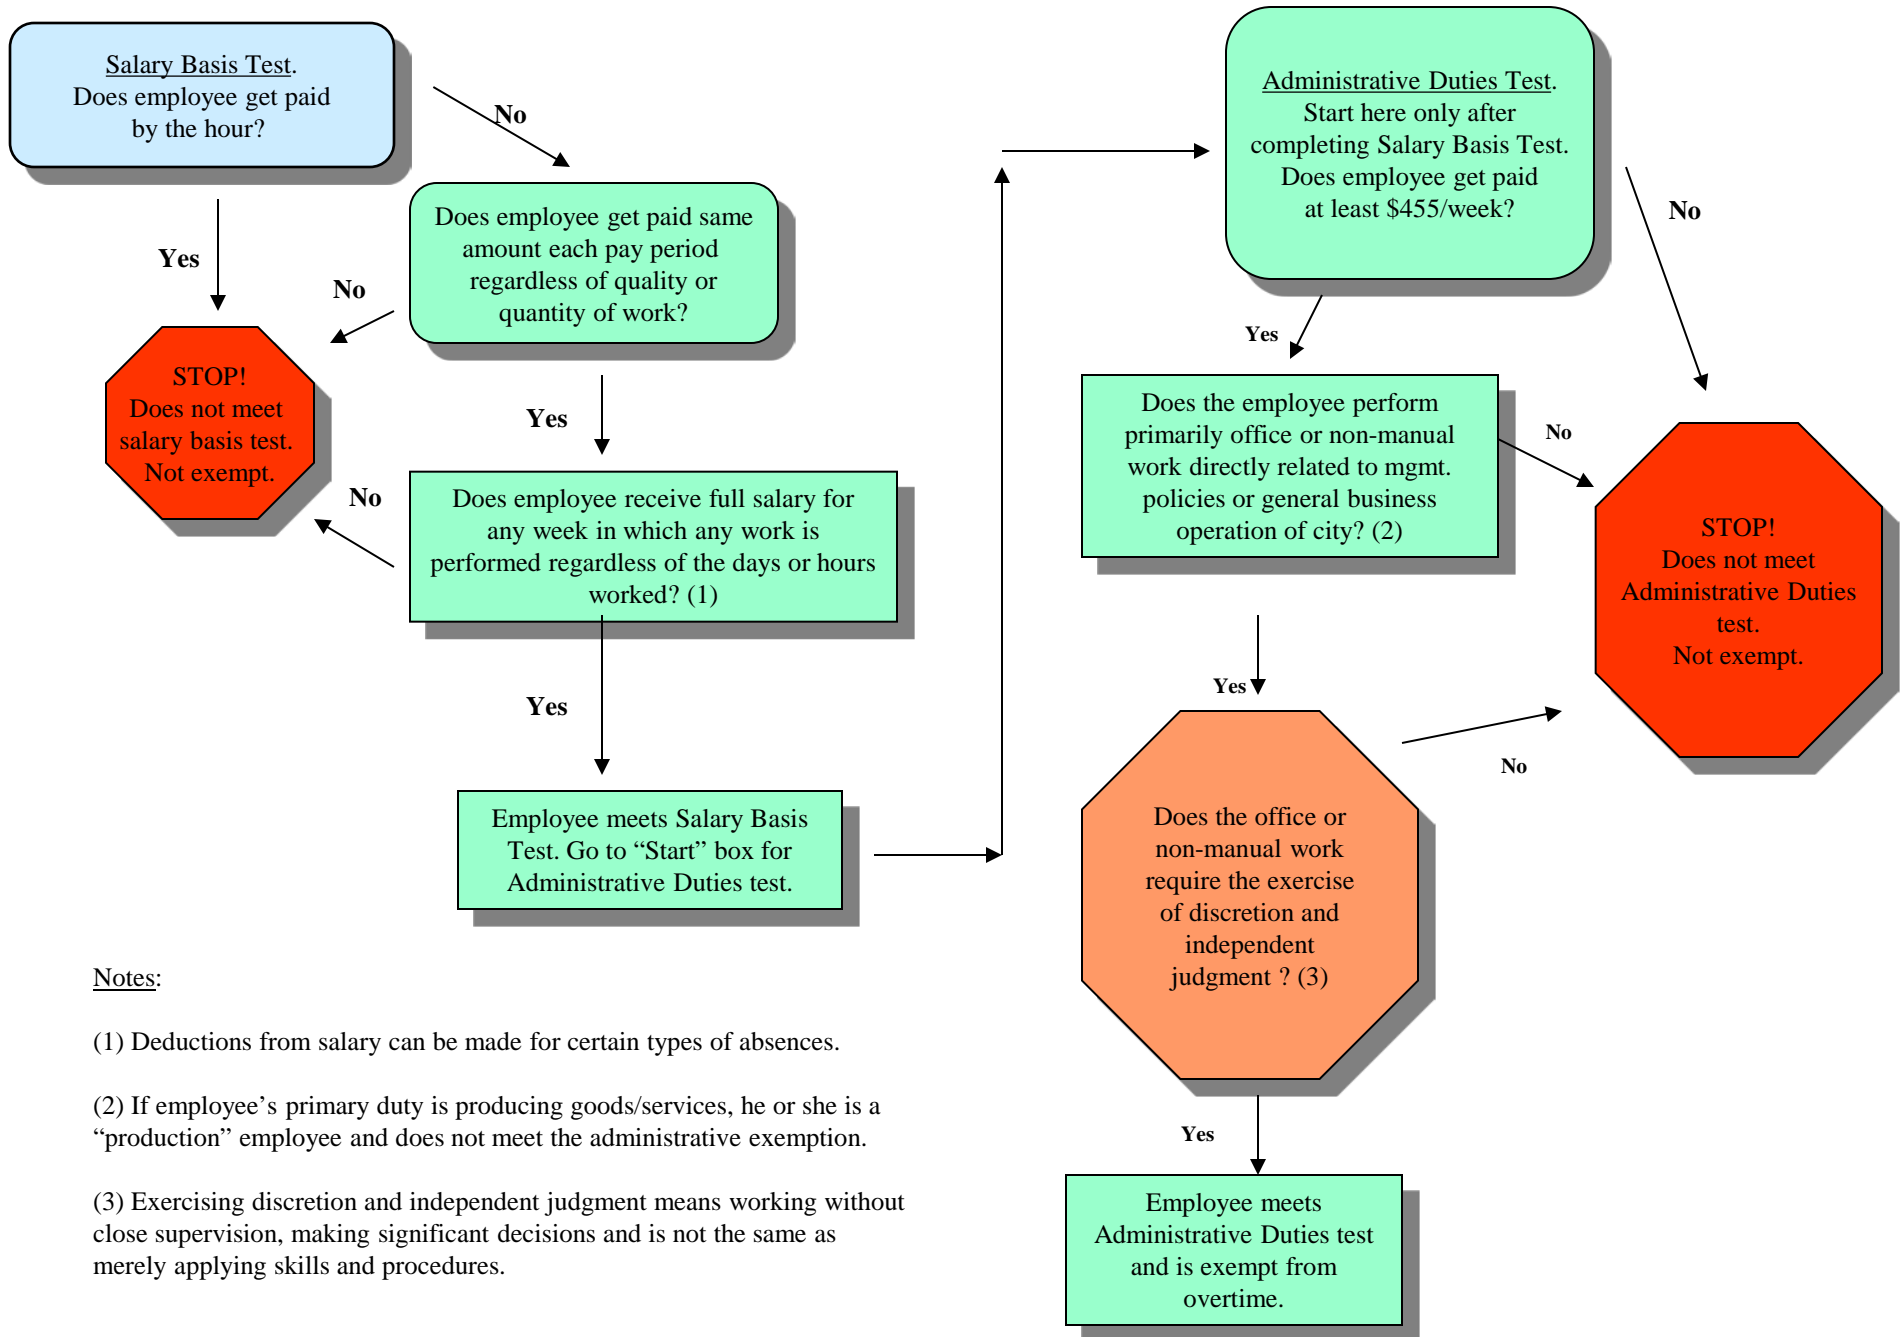 Salary Basis Test.
Does employee get paid
by the hour?
No
Yes
Does employee get paid same
amount each pay period
regardless of quality or
quantity of work?
No
STOP!
Does not meet
salary basis test.
Not exempt.
Yes
No
Does employee receive full salary for
any week in which any work is
performed regardless of the days or hours
worked? (1)
Yes
Employee meets Salary Basis
Test. Go to “Start” box for
Administrative Duties test.
Administrative Duties Test.
Start here only after
completing Salary Basis Test.
Does employee get paid
at least $455/week?
No
Yes
Does the employee perform
primarily office or non-manual
work directly related to mgmt.
policies or general business
operation of city? (2)
No
STOP!
Does not meet
Administrative Duties
test.
Not exempt.
Yes
No
Does the office or
non-manual work
require the exercise
of discretion and
independent
judgment ? (3)
Yes
Employee meets
Administrative Duties test
and is exempt from
overtime.
Notes:
(1) Deductions from salary can be made for certain types of absences.
(2) If employee’s primary duty is producing goods/services, he or she is a
“production” employee and does not meet the administrative exemption.
(3) Exercising discretion and independent judgment means working without
close supervision, making significant decisions and is not the same as
merely applying skills and procedures.